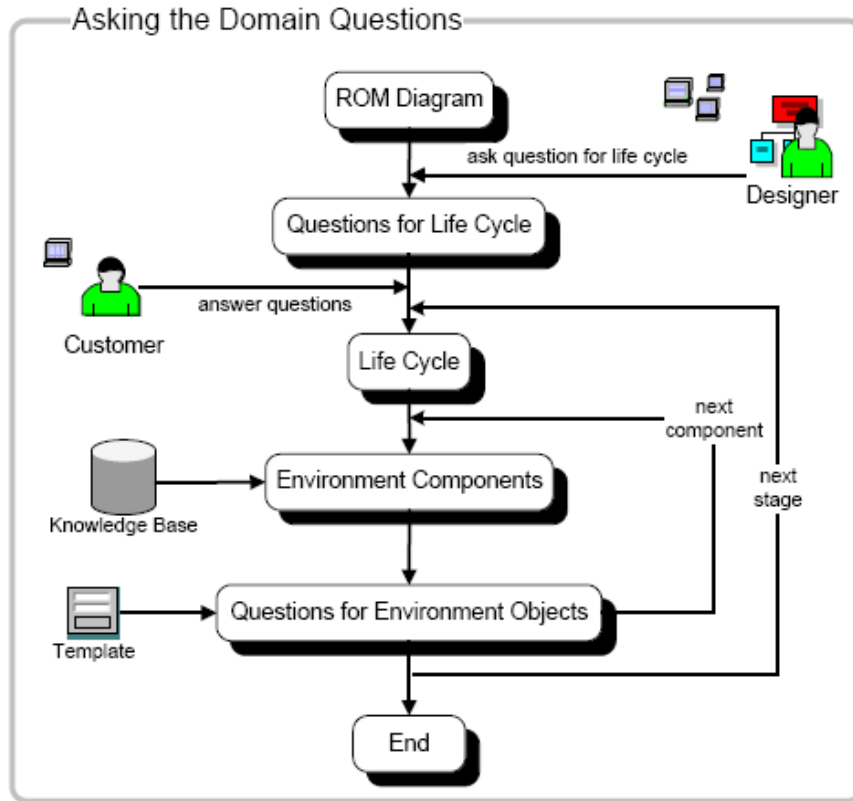 Asking the Domain Questions
ROM Diagram
ask question for life cycle
Designer
Questions for Life Cycle
answer questions
Customer
Life Cycle
next
component
Environment Components
next
stage
Knowledge Base
Questions for Environment Objects
Template
End